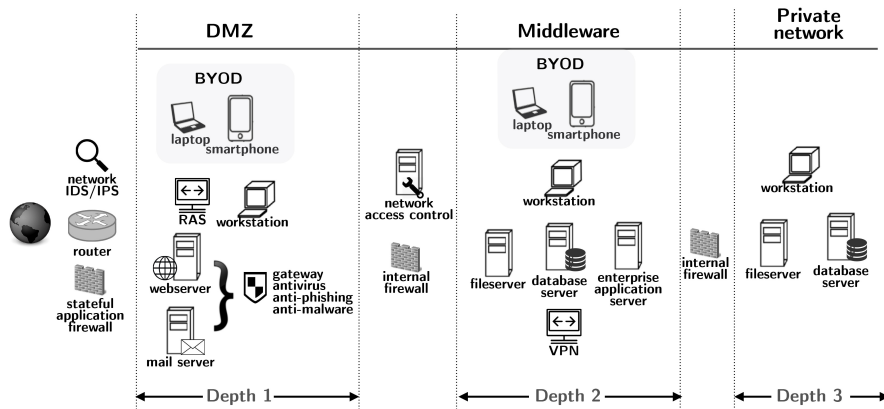 DMZ
Middleware
Private
network
BYOD
laptop
smartphone
BYOD
laptop
smartphone
network
IDS/IPS
router
stateful
application
firewall
RAS
workstation
webserver
mail server
gateway
antivirus
anti-phishing
anti-malware
network
access control
internal
firewall
workstation
fileserver
database
server
enterprise
application
server
VPN
internal
firewall
workstation
fileserver
database
server
Depth 1
Depth 2
Depth 3